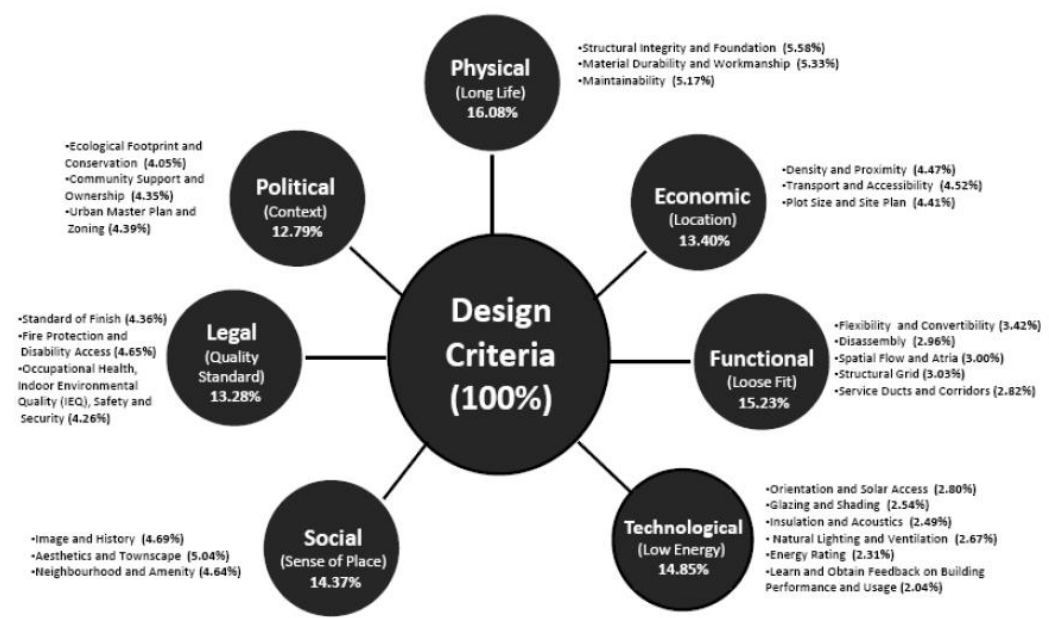 Physical
(Long Life)
16.08%
•Structural Integrity and Foundation (5.58%)
•Material Durability and Workmanship (5.33%)
•Maintainability (5.17%)
•Ecological Footprint and
Conservation (4.05%)
•Community Support and
Ownership (4.35%)
•Urban Master Plan and
Zoning (4.39%)
Political
(Context)
12.79%
Economic
(Location)
13.40%
•Density and Proximity (4.47%)
•Transport and Accessibility (4.52%)
•Plot Size and Site Plan (4.41%)
Design
Criteria
(100%)
•Standard of Finish (4.36%)
•Fire Protection and
Disability Access (4.65%)
•Occupational Health,
Indoor Environmental
Quality (IEQ), Safety and
Security (4.26%)
Legal
(Quality
Standard)
13.28%
Functional
(Loose Fit)
15.23%
•Flexibility and Convertibility (3.42%)
•Disassembly (2.96%)
•Spatial Flow and Atria (3.00%)
•Structural Grid (3.03%)
•Service Ducts and Corridors (2.82%)
•Image and History (4.69%)
•Aesthetics and Townscape (5.04%)
•Neighbourhood and Amenity (4.64%)
Social
(Sense of Place)
14.37%
Technological
(Low Energy)
14.85%
•Orientation and Solar Access (2.80%)
•Glazing and Shading (2.54%)
•Insulation and Acoustics (2.49%)
• Natural Lighting and Ventilation (2.67%)
•Energy Rating (2.31%)
•Learn and Obtain Feedback on Building
Performance and Usage (2.04%)